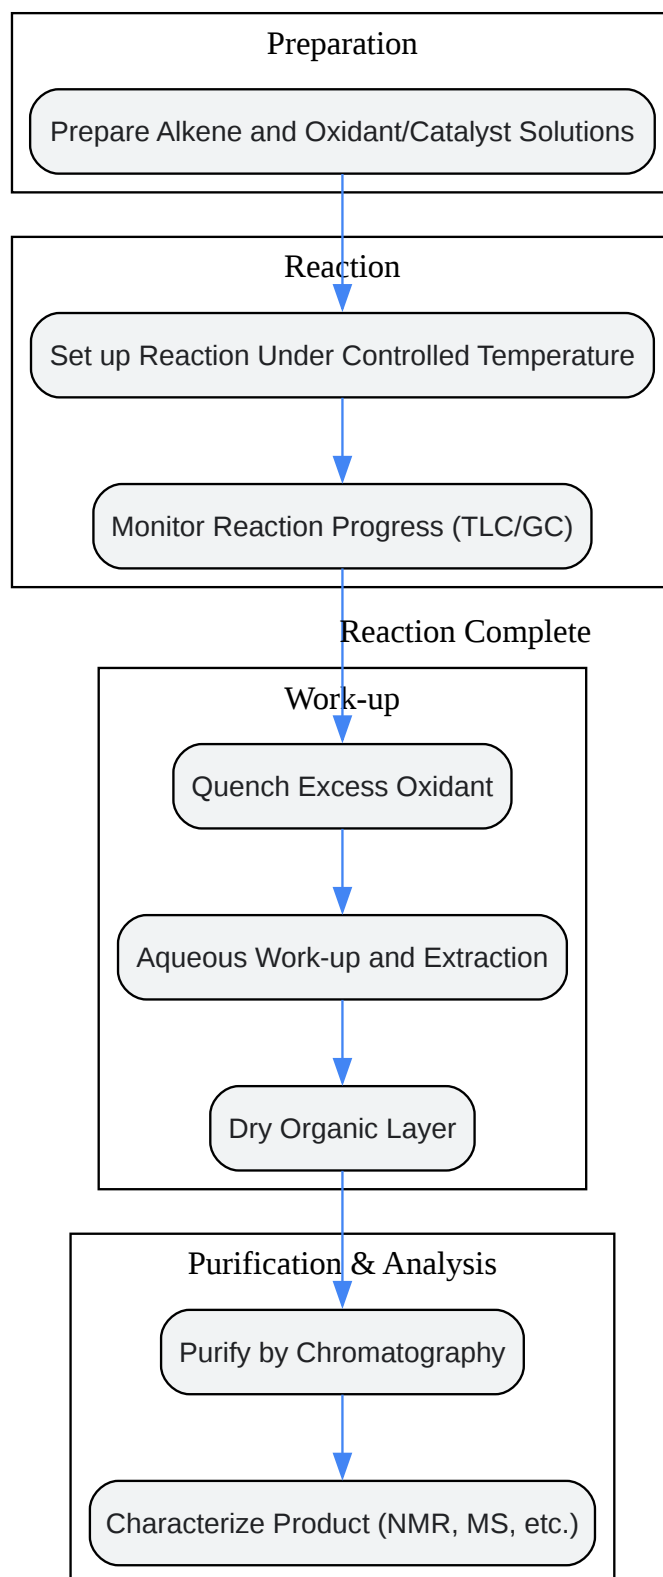 Preparation
Prepare Alkene and Oxidant/Catalyst Solutions
Reaction
Set up Reaction Under Controlled Temperature
Monitor Reaction Progress (TLC/GC)
Reaction Complete
Work-up
Quench Excess Oxidant
Aqueous Work-up and Extraction
Dry Organic Layer
Purification & Analysis
Purify by Chromatography
Characterize Product (NMR, MS, etc.)